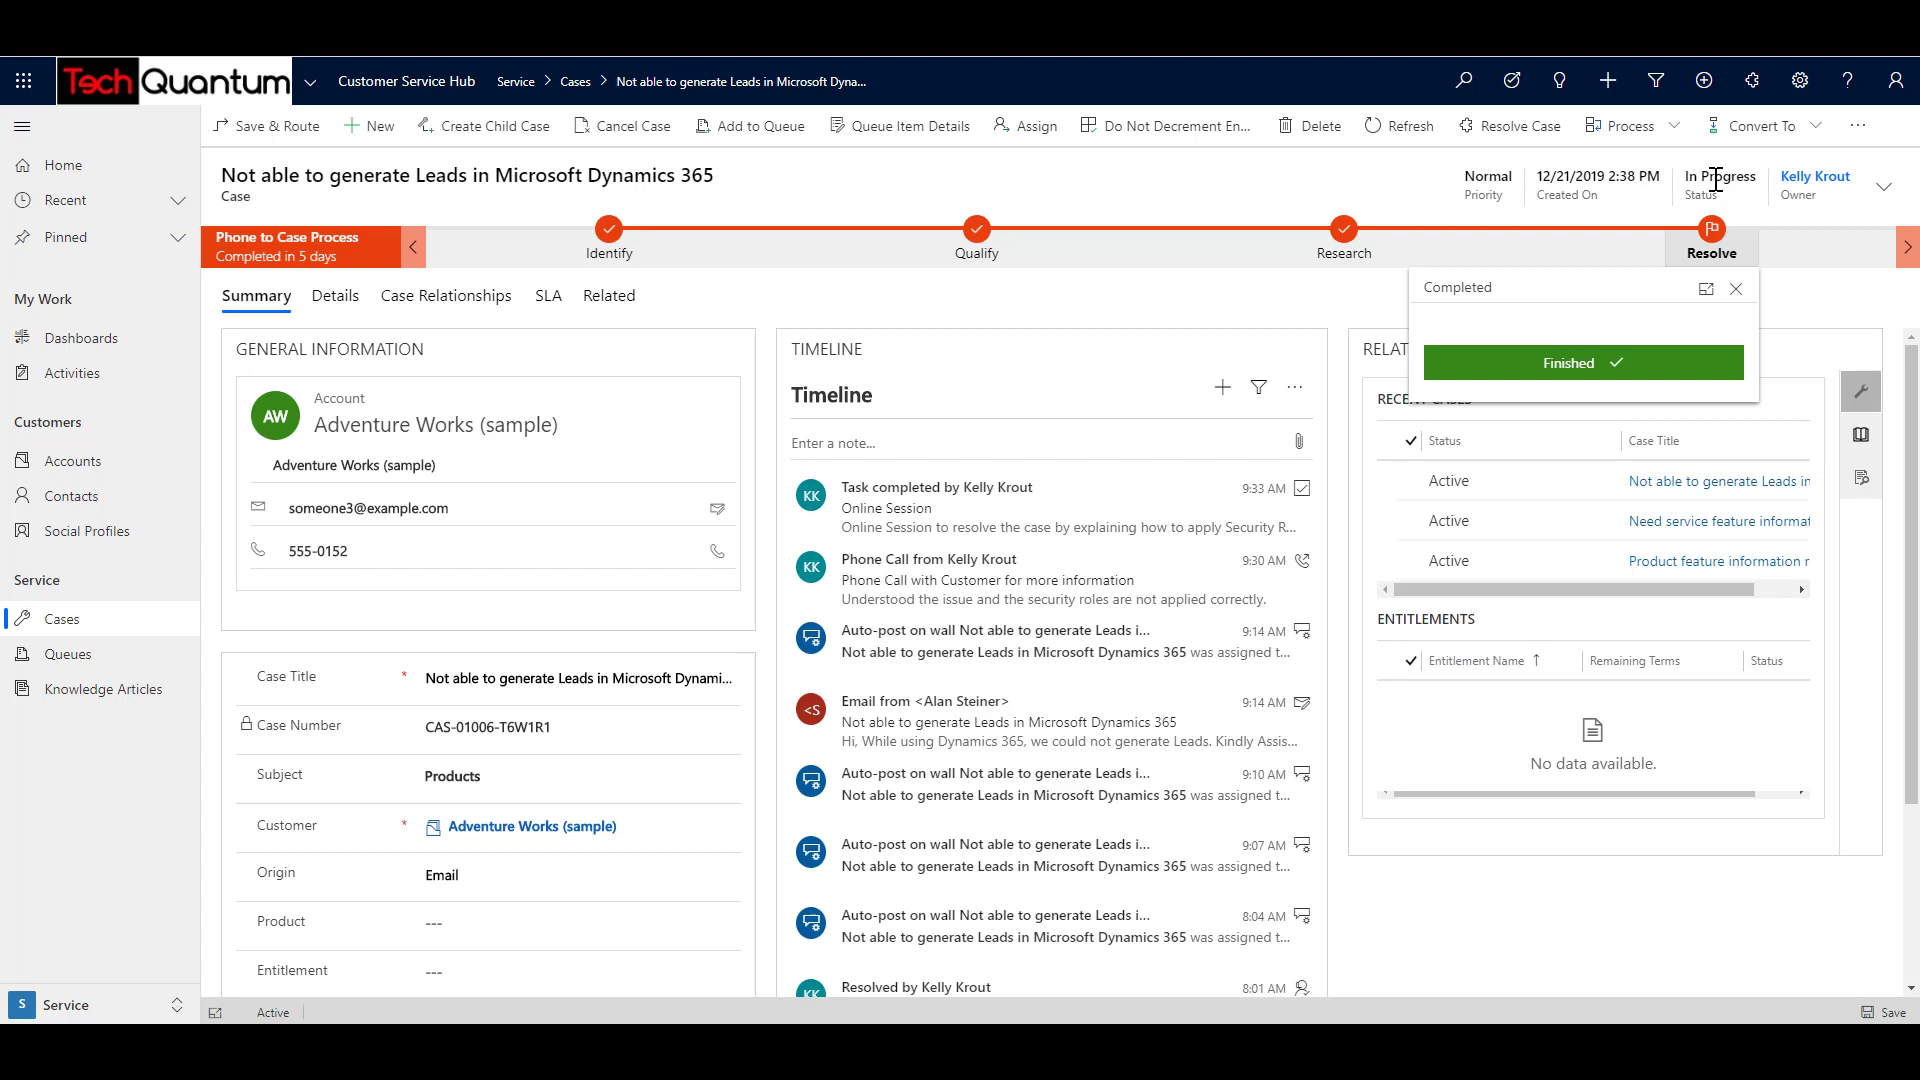 Tech Quantum
Customer Service Hub Service > Cases > Not able to generate Leads in Microsoft Dyna...
Save & Route New Create Child Case Cancel Case Add to Queue Queue Item Details Assign Do Not Decrement En... Delete Refresh Resolve Case Process Convert To ...
Home
Recent
Pinned
My Work
Dashboards
Activities
Customers
Accounts
Contacts
Social Profiles
Service
Cases
Queues
Knowledge Articles
S Service
Not able to generate Leads in Microsoft Dynamics 365
Case
Normal
Priority
12/21/2019 2:38 PM
Created On
In Progress
Status
Kelly Krout
Owner
Phone to Case Process
Completed in 5 days
Identify
Qualify
Research
Resolve
Completed
Finished
Summary Details Case Relationships SLA Related
GENERAL INFORMATION
AW
Account
Adventure Works (sample)
Adventure Works (sample)
someone3@example.com
555-0152
Case Title * Not able to generate Leads in Microsoft Dynami...
Case Number CAS-01006-T6W1R1
Subject Products
Customer * Adventure Works (sample)
Origin Email
Product ---
Entitlement ---
TIMELINE
Timeline
Enter a note...
KK Task completed by Kelly Krout 9:33 AM
Online Session
Online Session to resolve the case by explaining how to apply Security R...
KK Phone Call from Kelly Krout 9:30 AM
Phone Call with Customer for more information
Understood the issue and the security roles are not applied correctly.
Auto-post on wall Not able to generate Leads i... 9:14 AM
Not able to generate Leads in Microsoft Dynamics 365 was assigned t...
<S Email from <Alan Steiner> 9:14 AM
Not able to generate Leads in Microsoft Dynamics 365
Hi, While using Dynamics 365, we could not generate Leads. Kindly Assis...
Auto-post on wall Not able to generate Leads i... 9:10 AM
Not able to generate Leads in Microsoft Dynamics 365 was assigned t...
Auto-post on wall Not able to generate Leads i... 9:07 AM
Not able to generate Leads in Microsoft Dynamics 365 was assigned t...
Auto-post on wall Not able to generate Leads i... 8:04 AM
Not able to generate Leads in Microsoft Dynamics 365 was assigned t...
KK Resolved by Kelly Krout 8:01 AM
RELAT
RECENT CASES
Status Case Title
Active Not able to generate Leads in
Active Need service feature informat
Active Product feature information r
ENTITLEMENTS
Entitlement Name ↑ Remaining Terms Status
No data available.
Active
Save